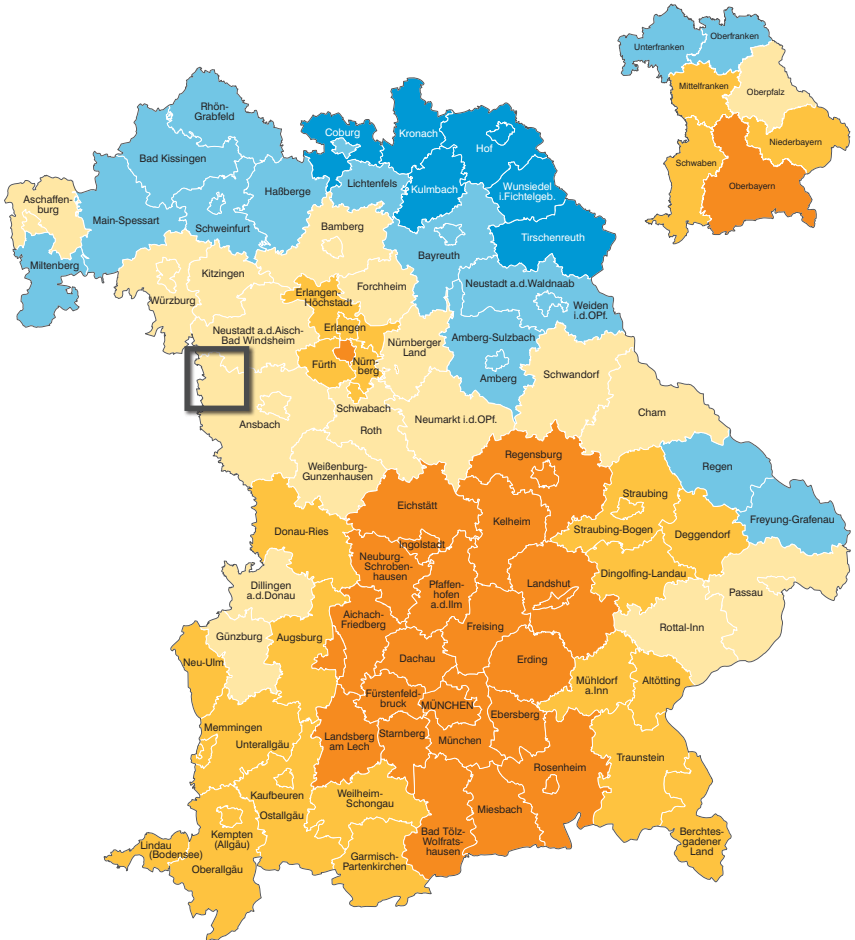 Unterfranken
Oberfranken
Mittelfranken
Oberpfalz
Niederbayern
Schwaben
Oberbayern
Rhön-
Grabfeld
Coburg
Kronach
Hof
Bad Kissingen
Lichtenfels
Kulmbach
Wunsiedel
i.Fichtelgeb.
Haßberge
Aschaffen-
burg
Main-Spessart
Schweinfurt
Bamberg
Tirschenreuth
Bayreuth
Miltenberg
Kitzingen
Würzburg
Forchheim
Neustadt a.d.Waldnaab
Erlangen-
Höchstadt
Weiden
i.d.OPf.
Neustadt a.d.Aisch-
Bad Windsheim
Erlangen
Nürnberger
Land
Amberg-Sulzbach
Fürth
Nürn-
berg
Amberg
Schwandorf
Schwabach
Roth
Neumarkt i.d.OPf.
Cham
Ansbach
Weißenburg-
Gunzenhausen
Regensburg
Regen
Straubing
Eichstätt
Kelheim
Freyung-Grafenau
Donau-Ries
Straubing-Bogen
Deggendorf
Ingolstadt
Neuburg-
Schroben-
hausen
Pfaffen-
hofen
a.d.Ilm
Landshut
Dingolfing-Landau
Passau
Dillingen
a.d.Donau
Aichach-
Friedberg
Freising
Rottal-Inn
Günzburg
Augsburg
Neu-Ulm
Dachau
Erding
Mühldorf
a.Inn
Altötting
Fürstenfeld-
bruck
MÜNCHEN
Ebersberg
Memmingen
Unterallgäu
Landsberg
am Lech
Starnberg
München
Traunstein
Rosenheim
Kaufbeuren
Ostallgäu
Weilheim-
Schongau
Miesbach
Kempten
(Allgäu)
Bad Tölz-
Wolfrats-
hausen
Berchtes-
gadener
Land
Lindau
(Bodensee)
Oberallgäu
Garmisch-
Partenkirchen